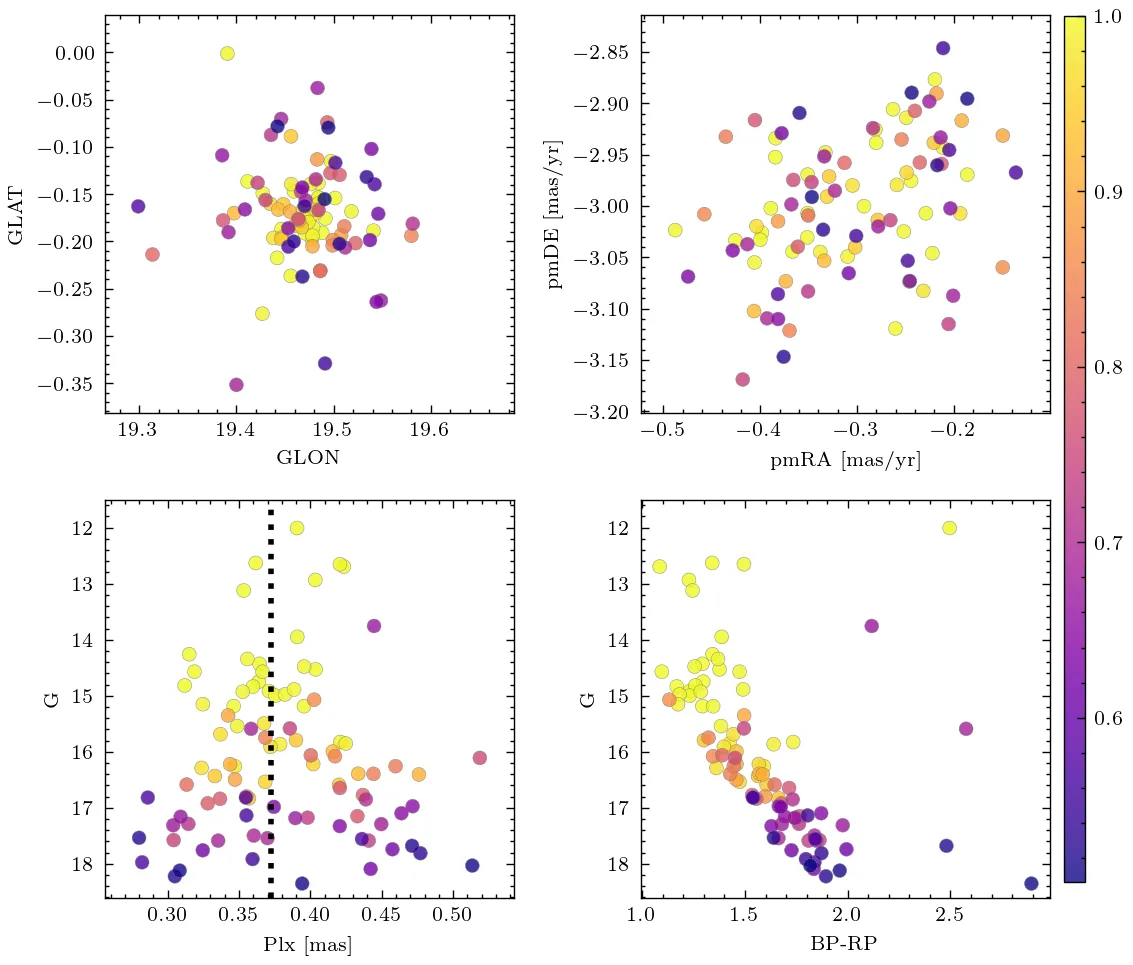 0.00
−0.05
−0.10
−0.15
−0.20
−0.25
−0.30
−0.35
GLAT
19.3 19.4 19.5 19.6
GLON
−2.85
−2.90
−2.95
−3.00
−3.05
−3.10
−3.15
−3.20
pmDE [mas/yr]
−0.5 −0.4 −0.3 −0.2
pmRA [mas/yr]
12
13
14
15
16
17
18
G
0.30 0.35 0.40 0.45 0.50
Plx [mas]
12
13
14
15
16
17
18
G
1.0 1.5 2.0 2.5
BP-RP
1.0
0.9
0.8
0.7
0.6